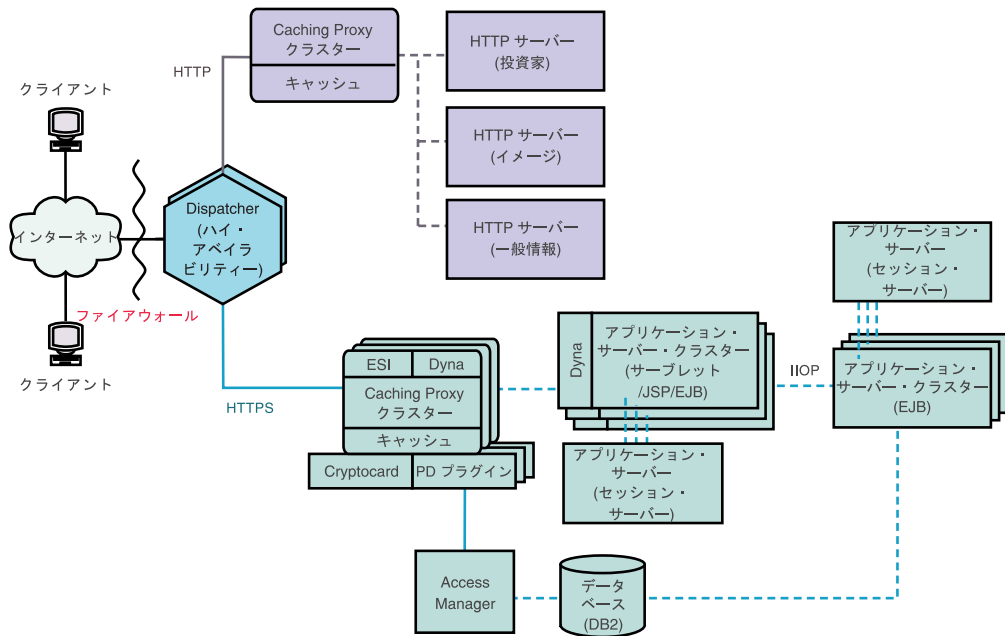 Caching Proxy
クラスター
キャッシュ
HTTP サーバー
(投資家)
HTTP
クライアント
HTTP サーバー
(イメージ)
Dispatcher
(ハイ・
アベイラ
ビリティー)
インターネット
HTTP サーバー
(一般情報)
ファイアウォール
クライアント
HTTPS
ESI
Dyna
Caching Proxy
クラスター
キャッシュ
Cryptocard
PD プラグイン
Dyna
アプリケーション・
サーバー・クラスター
(サーブレット
/JSP/EJB)
アプリケーション・
サーバー
(セッション・
サーバー)
IIOP
アプリケーション・
サーバー
(セッション・
サーバー)
アプリケーション・
サーバー・クラスター
(EJB)
Access
Manager
データ
ベース
(DB2)